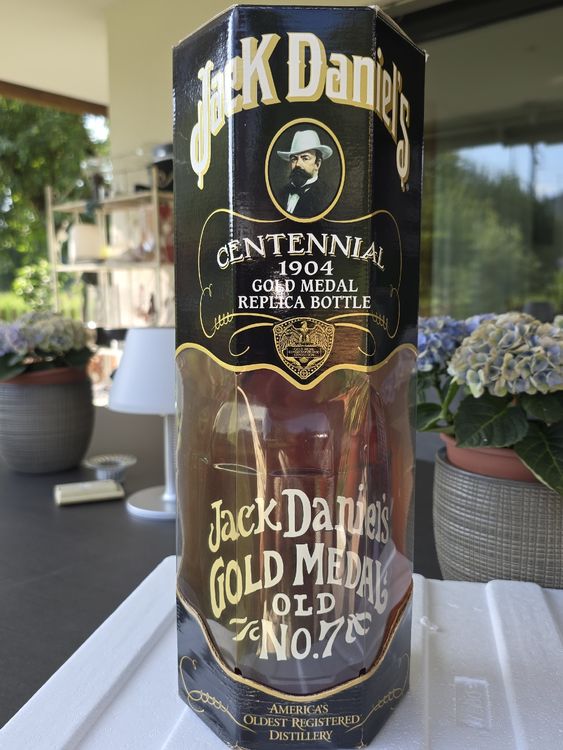 Jack Daniel's
CENTENNIAL
1904
GOLD MEDAL
REPLICA BOTTLE
Jack Daniel's
GOLD MEDAL
OLD
NO.7
AMERICA'S
OLDEST REGISTERED
DISTILLERY